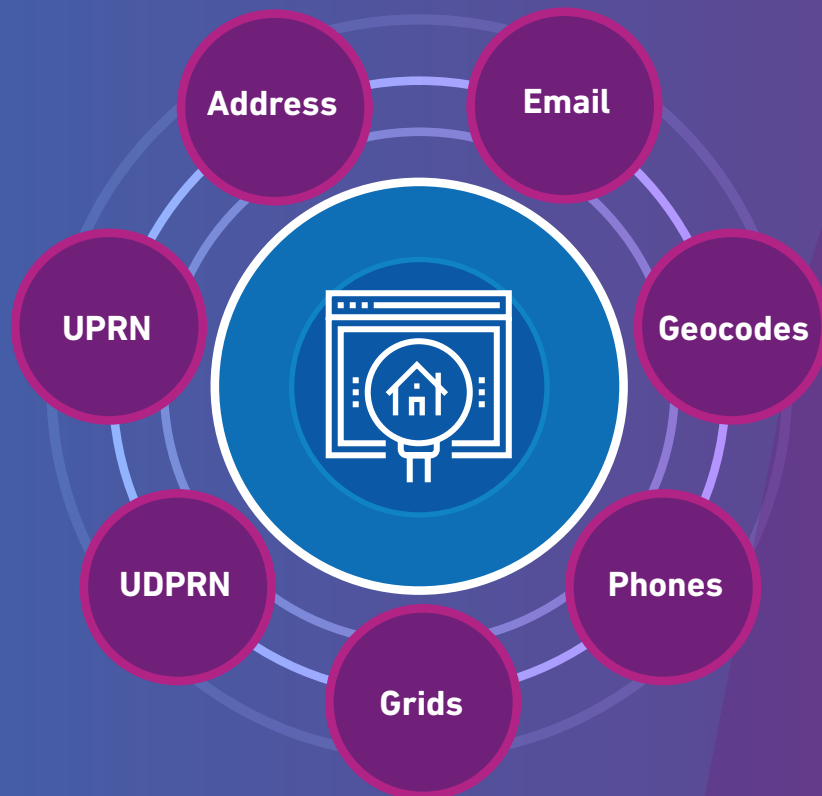 Address
Email
UPRN
Geocodes
UDPRN
Phones
Grids